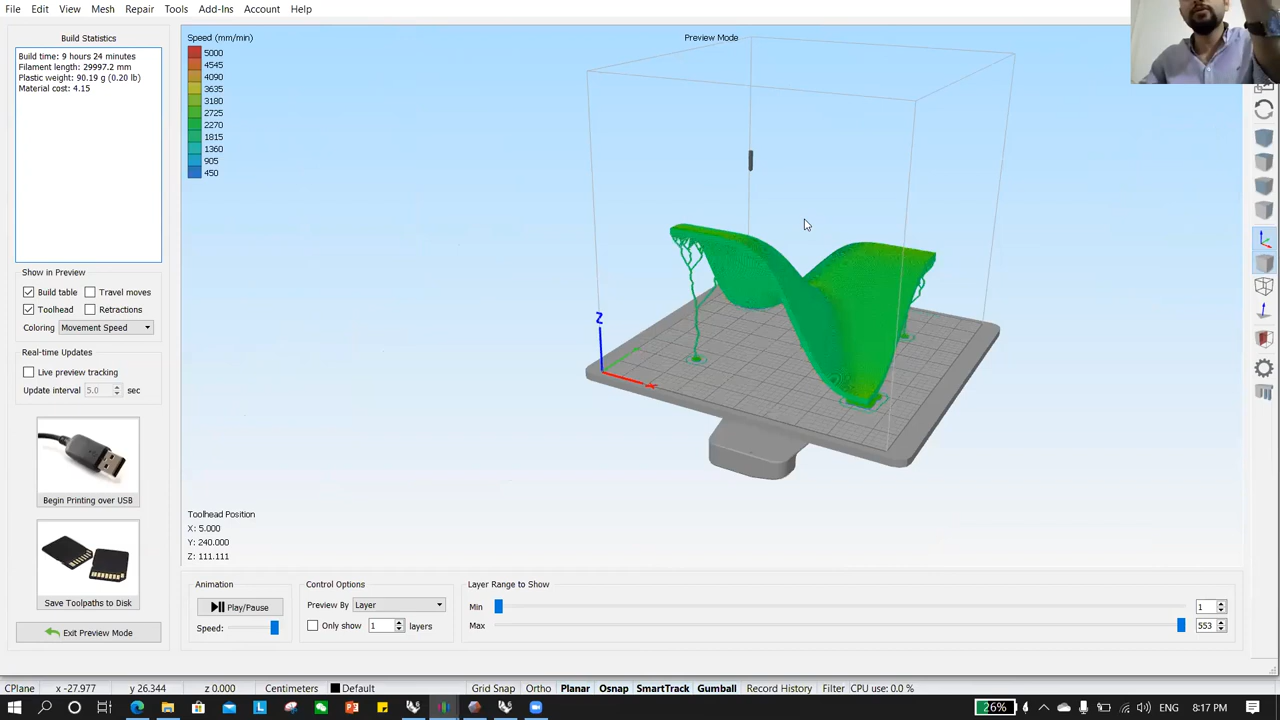 File Edit View Mesh Repair Tools Add-Ins Account Help
Build Statistics
Build time: 9 hours 24 minutes
Filament length: 29997.2 mm
Plastic weight: 90.19 g (0.20 lb)
Material cost: 4.15
Show in Preview
Build table Travel moves
Toolhead Retractions
Coloring Movement Speed
Real-time Updates
Live preview tracking
Update interval 5.0 sec
Begin Printing over USB
Save Toolpaths to Disk
Exit Preview Mode
Speed (mm/min)
5000
4545
4090
3635
3180
2725
2270
1815
1360
905
450
Preview Mode
Z
X
Toolhead Position
X: 5.000
Y: 240.000
Z: 111.111
Animation
Play/Pause
Speed:
Control Options
Preview By Layer
Only show 1 layers
Layer Range to Show
Min 1
Max 553
CPlane x -27.977 y 26.344 z 0.000 Centimeters Default Grid Snap Ortho Planar Osnap SmartTrack Gumball Record History Filter CPU use: 0.0 %
26% 8:17 PM